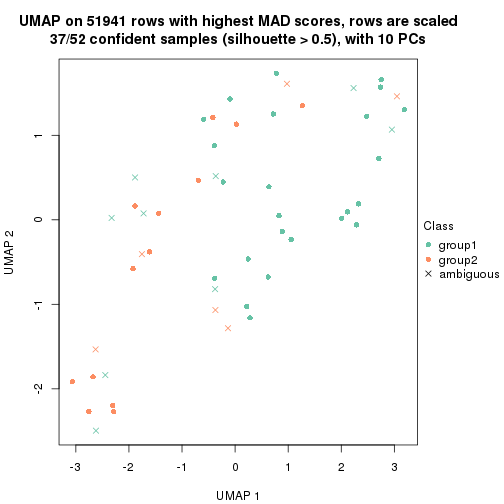 UMAP on 51941 rows with highest MAD scores, rows are scaled
37/52 confident samples (silhouette > 0.5), with 10 PCs
UMAP 2
1
0
-1
-2
-3
-2
-1
0
1
2
3
UMAP 1
Class
group1
group2
ambiguous